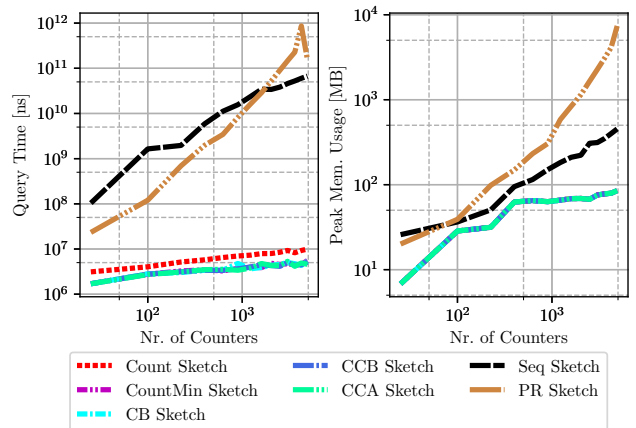 10^12
10^11
10^10
10^9
10^8
10^7
10^6
Query Time [ns]
10^2
10^3
Nr. of Counters
10^4
10^3
10^2
10^1
Peak Mem. Usage [MB]
10^2
10^3
Nr. of Counters
Count Sketch
CountMin Sketch
CB Sketch
CCB Sketch
CCA Sketch
Seq Sketch
PR Sketch